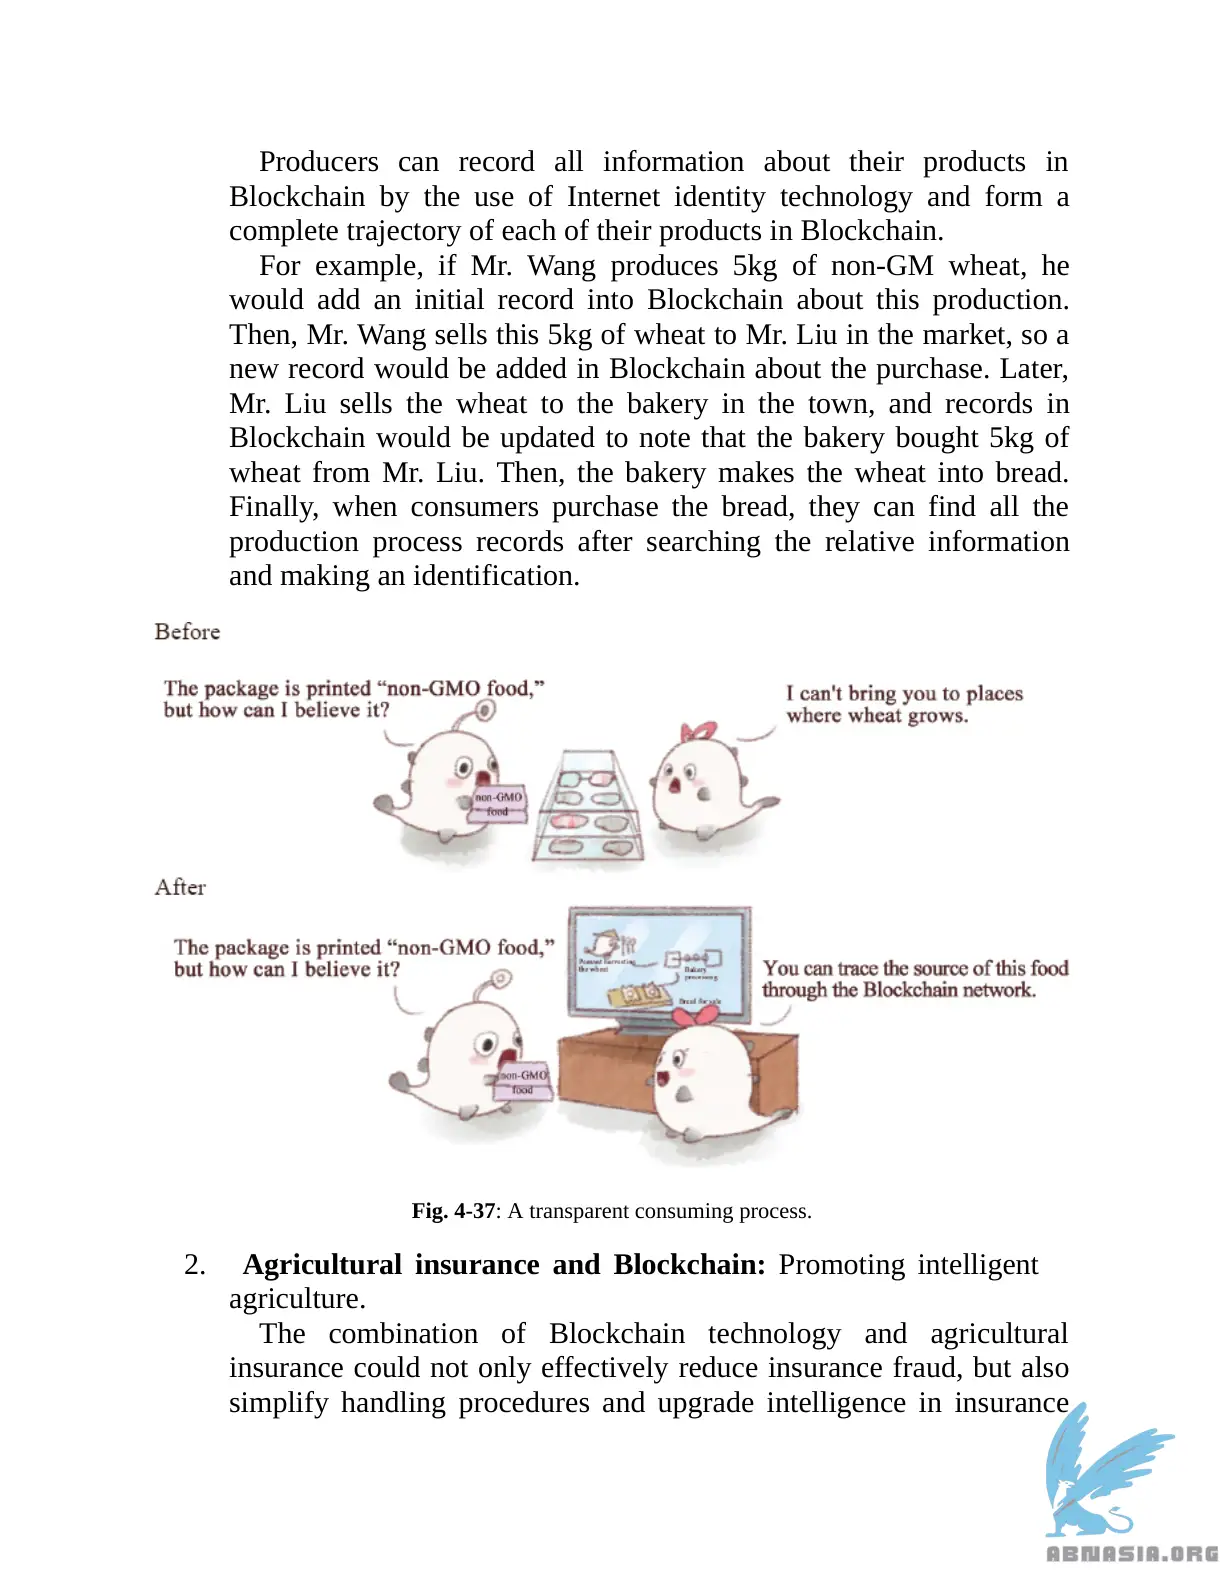 Producers can record all information about their products in
Blockchain by the use of Internet identity technology and form a
complete trajectory of each of their products in Blockchain.
For example, if Mr. Wang produces 5kg of non-GM wheat, he
would add an initial record into Blockchain about this production.
Then, Mr. Wang sells this 5kg of wheat to Mr. Liu in the market, so a
new record would be added in Blockchain about the purchase. Later,
Mr. Liu sells the wheat to the bakery in the town, and records in
Blockchain would be updated to note that the bakery bought 5kg of
wheat from Mr. Liu. Then, the bakery makes the wheat into bread.
Finally, when consumers purchase the bread, they can find all the
production process records after searching the relative information
and making an identification.
Before
The package is printed “non-GMO food,”
but how can I believe it?
I can't bring you to places
where wheat grows.
non-GMO
food
After
The package is printed “non-GMO food,”
but how can I believe it?
harvesting
the wheat
Bakery
processing
Bread for sale
You can trace the source of this food
through the Blockchain network.
non-GMO
food
Fig. 4-37: A transparent consuming process.
2. Agricultural insurance and Blockchain: Promoting intelligent
agriculture.
The combination of Blockchain technology and agricultural
insurance could not only effectively reduce insurance fraud, but also
simplify handling procedures and upgrade intelligence in insurance
ABNASIA.ORG